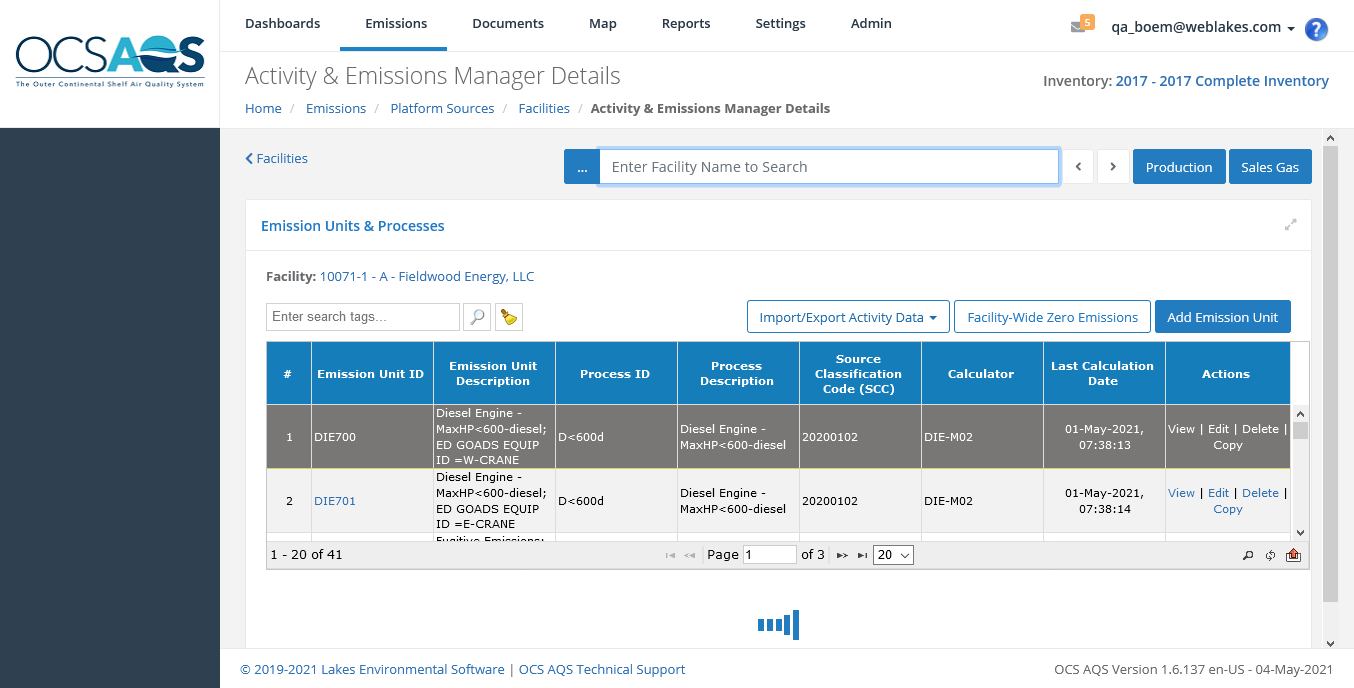 Dashboards Emissions Documents Map Reports Settings Admin 5 qa_boem@weblakes.com ?
OCSAQS
The Outer Continental Shelf Air Quality System
Activity & Emissions Manager Details
Inventory: 2017 - 2017 Complete Inventory
Home / Emissions / Platform Sources / Facilities / Activity & Emissions Manager Details
Facilities
... Enter Facility Name to Search Production Sales Gas
Emission Units & Processes
Facility: 10071-1 - A - Fieldwood Energy, LLC
Enter search tags... Import/Export Activity Data Facility-Wide Zero Emissions Add Emission Unit
# Emission Unit ID Emission Unit Description Process ID Process Description Source Classification Code (SCC) Calculator Last Calculation Date Actions
1 DIE700 Diesel Engine - MaxHP<600-diesel; ED GOADS EQUIP ID =W-CRANE D<600d Diesel Engine - MaxHP<600-diesel 20200102 DIE-M02 01-May-2021, 07:38:13 View | Edit | Delete | Copy
2 DIE701 Diesel Engine - MaxHP<600-diesel; ED GOADS EQUIP ID =E-CRANE D<600d Diesel Engine - MaxHP<600-diesel 20200102 DIE-M02 01-May-2021, 07:38:14 View | Edit | Delete | Copy
Fugitive Emissions;
1 - 20 of 41 Page 1 of 3 20
© 2019-2021 Lakes Environmental Software | OCS AQS Technical Support
OCS AQS Version 1.6.137 en-US - 04-May-2021